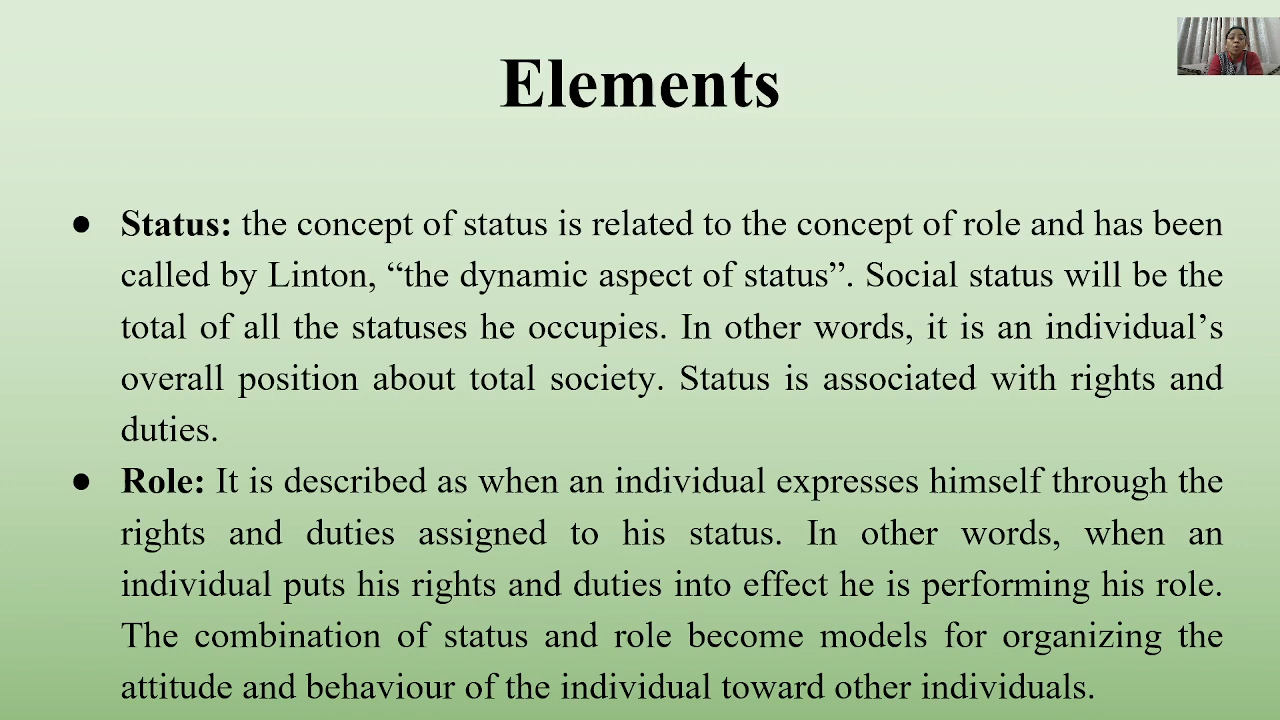 Elements
● Status: the concept of status is related to the concept of role and has been
called by Linton, “the dynamic aspect of status”. Social status will be the
total of all the statuses he occupies. In other words, it is an individual’s
overall position about total society. Status is associated with rights and
duties.
● Role: It is described as when an individual expresses himself through the
rights and duties assigned to his status. In other words, when an
individual puts his rights and duties into effect he is performing his role.
The combination of status and role become models for organizing the
attitude and behaviour of the individual toward other individuals.